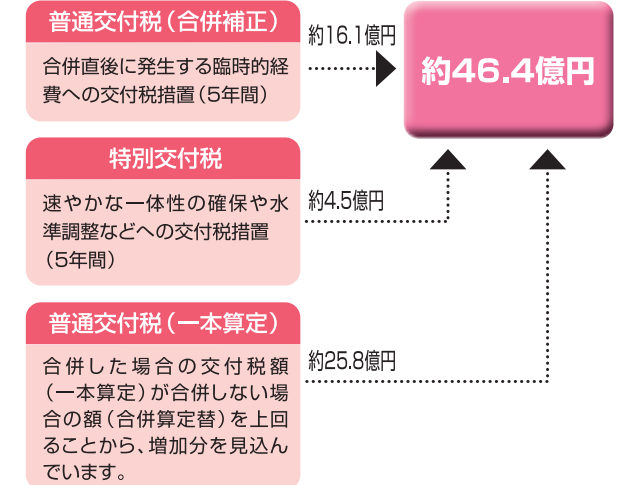 普通交付税（合併補正）
合併直後に発生する臨時的経
費への交付税措置（5年間）
約16.1億円
約46.4億円
特別交付税
速やかな一体性の確保や水
準調整などへの交付税措置
（5年間）
約4.5億円
普通交付税（一本算定）
合併した場合の交付税額
（一本算定）が合併しない場
合の額（合併算定替）を上回
ることから、増加分を見込ん
でいます。
約25.8億円